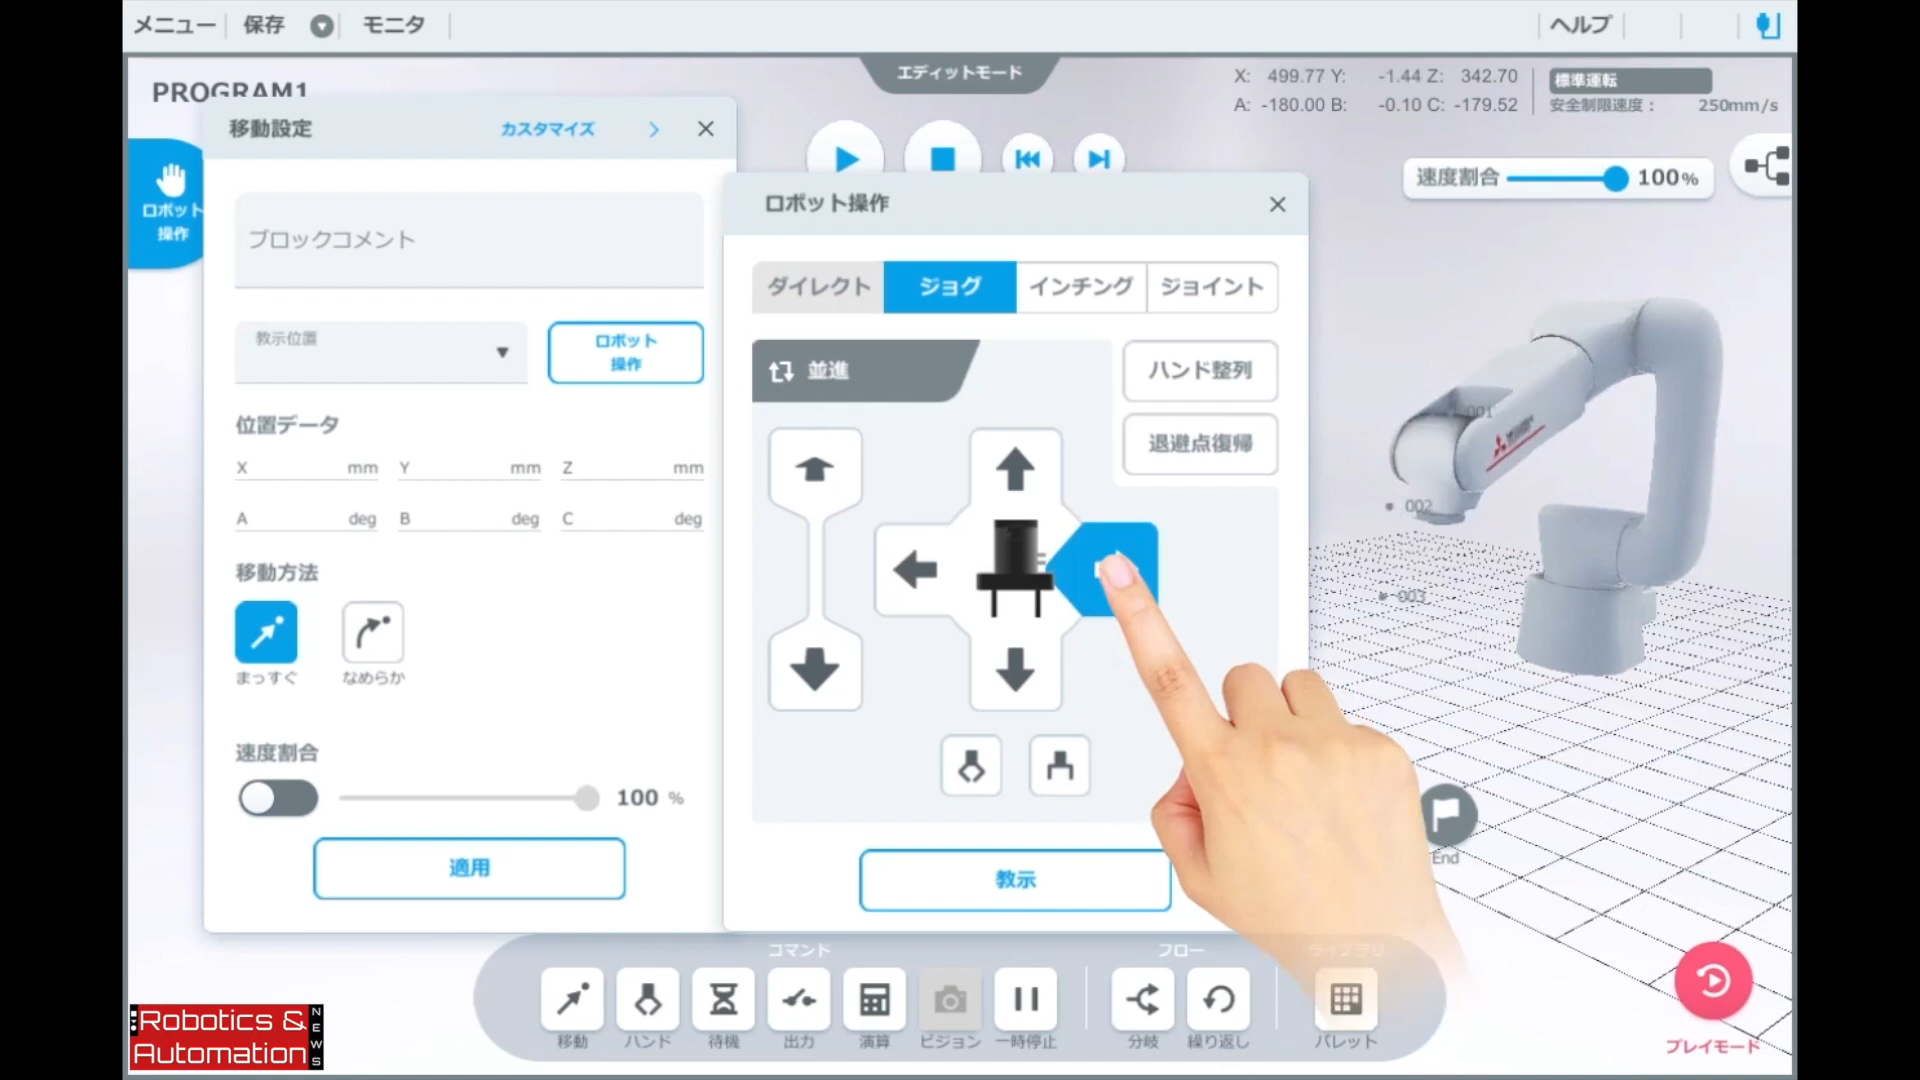 メニュー
保存
モニタ
ヘルプ
PROGRAM1
エディットモード
X: 499.77 Y: -1.44 Z: 342.70
A: -180.00 B: -0.10 C: -179.52
標準運転
安全制限速度： 250mm/s
速度割合 100%
ロボット
操作
移動設定
カスタマイズ
ブロックコメント
教示位置
ロボット
操作
位置データ
X mm Y mm Z mm
A deg B deg C deg
移動方法
まっすぐ
なめらか
速度割合
100 %
適用
ロボット操作
ダイレクト
ジョグ
インチング
ジョイント
並進
ハンド整列
退避点復帰
教示
001
002
003
End
コマンド
フロー
ライブラリ
移動
ハンド
待機
出力
演算
ビジョン
一時停止
分岐
繰り返し
パレット
プレイモード
Robotics &
Automation
NEWS